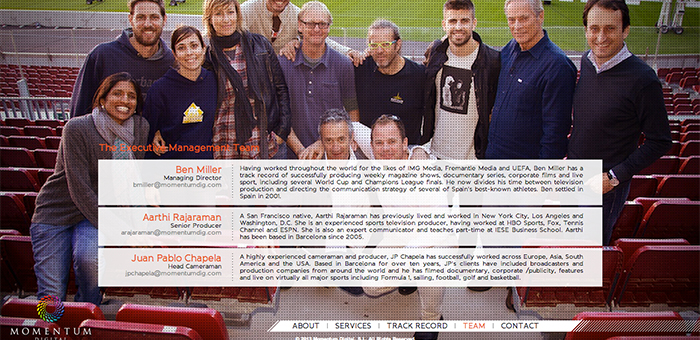 The Executive Management Team
Ben Miller
Managing Director
bmiller@momentumdig.com
Having worked throughout the world for the likes of IMG Media, Fremantle Media and UEFA, Ben Miller has a
track record of successfully producing weekly magazine shows, documentary series, corporate films and live
sport, including several World Cup and Champions League finals. He now divides his time between television
production and directing the communication strategy of several of Spain's best-known athletes. Ben settled in
Spain in 2001.
Aarthi Rajaraman
Senior Producer
arajaraman@momentumdig.com
A San Francisco native, Aarthi Rajaraman has previously lived and worked in New York City, Los Angeles and
Washington, D.C. She is an experienced sports television producer, having worked at HBO Sports, Fox, Tennis
Channel and ESPN. She is also an expert communicator and teaches part-time at IESE Business School. Aarthi
has been based in Barcelona since 2005.
Juan Pablo Chapela
Head Cameraman
jpchapela@momentumdig.com
A highly experienced cameraman and producer, JP Chapela has successfully worked across Europe, Asia, South
America and the USA. Based in Barcelona for over ten years, JP's clients have included broadcasters and
production companies from around the world and he has filmed documentary, corporate /publicity, features
and live on virtually all major sports including Formula 1, sailing, football, golf and basketball.
MOMENTUM
DIGITAL
ABOUT | SERVICES | TRACK RECORD | TEAM | CONTACT
© 2013 Momentum Digital, S.L. All Rights Reserved